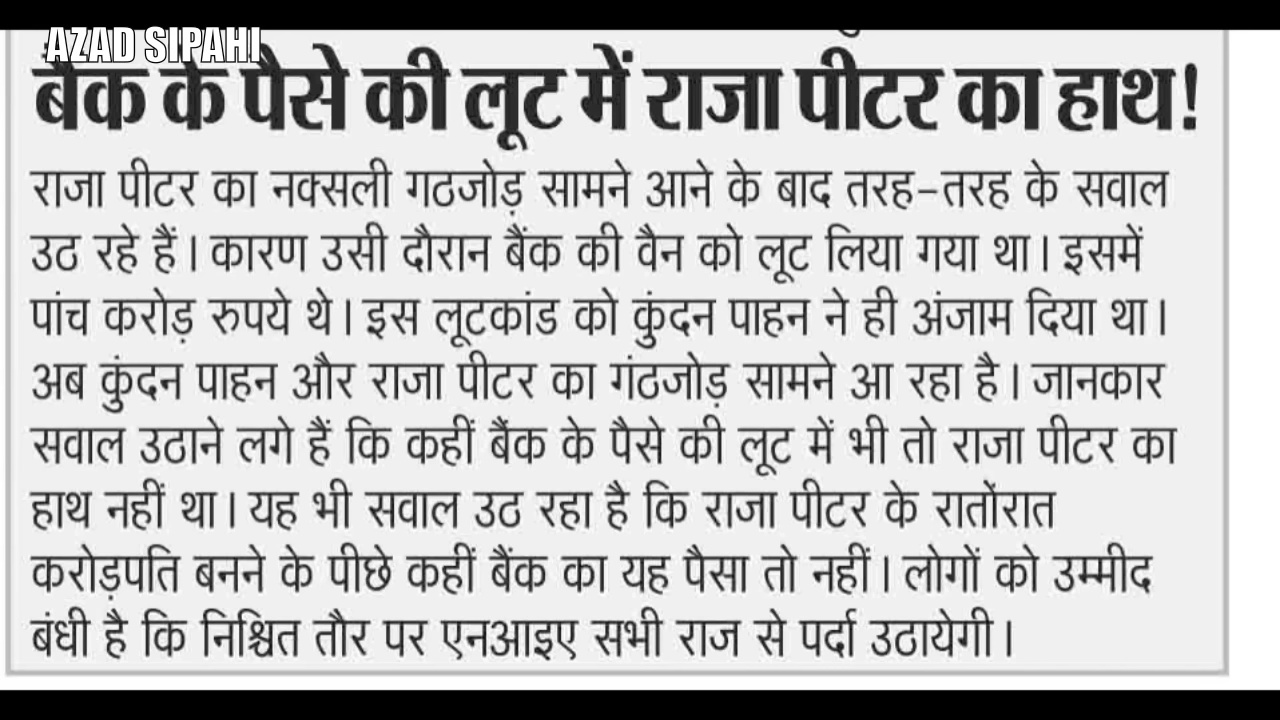 AZAD SIPAHI
बैंक के पैसे की लूट में राजा पीटर का हाथ!
राजा पीटर का नक्सली गठजोड़ सामने आने के बाद तरह-तरह के सवाल
उठ रहे हैं। कारण उसी दौरान बैंक की वैन को लूट लिया गया था। इसमें
पांच करोड़ रुपये थे। इस लूटकांड को कुंदन पाहन ने ही अंजाम दिया था।
अब कुंदन पाहन और राजा पीटर का गंठजोड़ सामने आ रहा है। जानकार
सवाल उठाने लगे हैं कि कहीं बैंक के पैसे की लूट में भी तो राजा पीटर का
हाथ नहीं था। यह भी सवाल उठ रहा है कि राजा पीटर के रातोंरात
करोड़पति बनने के पीछे कहीं बैंक का यह पैसा तो नहीं। लोगों को उम्मीद
बंधी है कि निश्चित तौर पर एनआइए सभी राज से पर्दा उठायेगी।